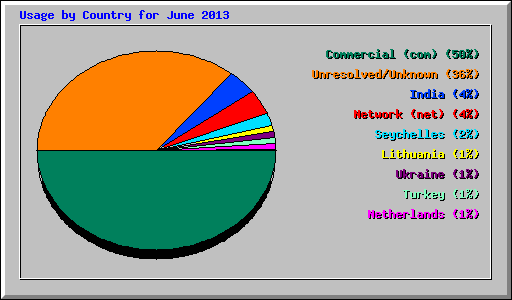 Usage by Country for June 2013
Commercial (com) (50%)
Unresolved/Unknown (36%)
India (4%)
Network (net) (4%)
Seychelles (2%)
Lithuania (1%)
Ukraine (1%)
Turkey (1%)
Netherlands (1%)